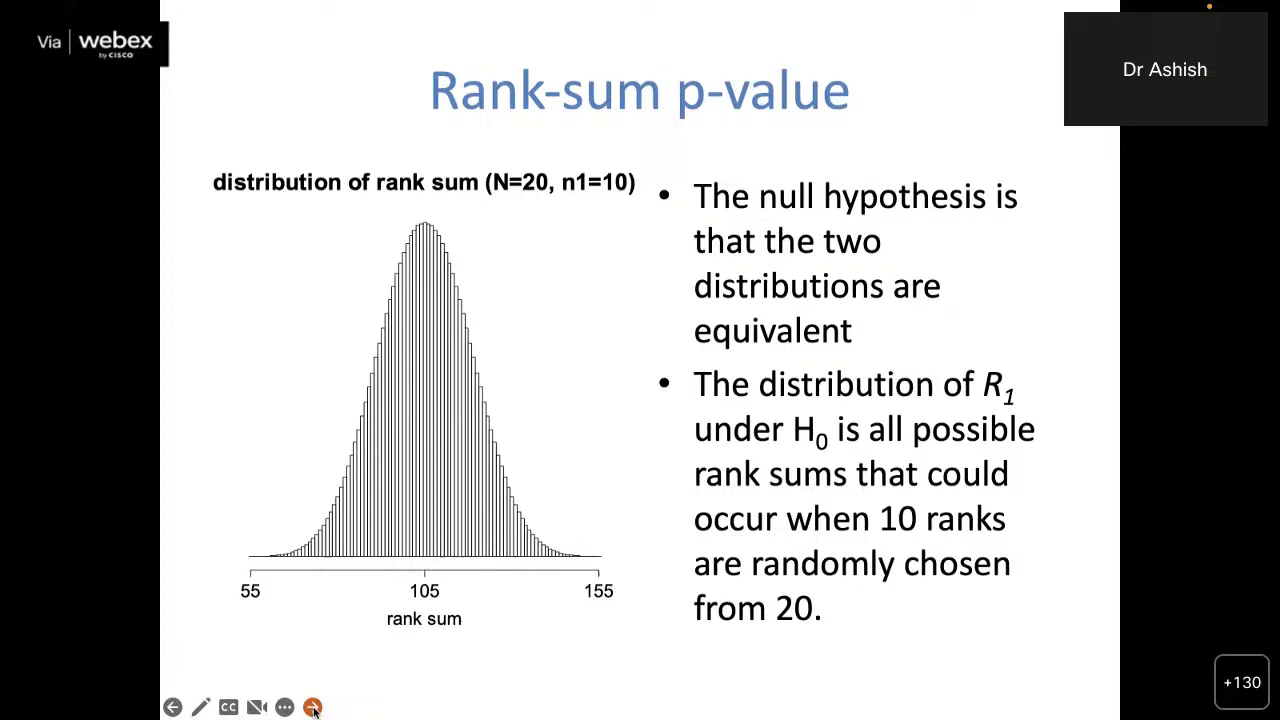 Via | webex
by CISCO
Dr Ashish
Rank-sum p-value
distribution of rank sum (N=20, n1=10)
55
105
155
rank sum
• The null hypothesis is
that the two
distributions are
equivalent
• The distribution of R1
under H0 is all possible
rank sums that could
occur when 10 ranks
are randomly chosen
from 20.
CC
+130